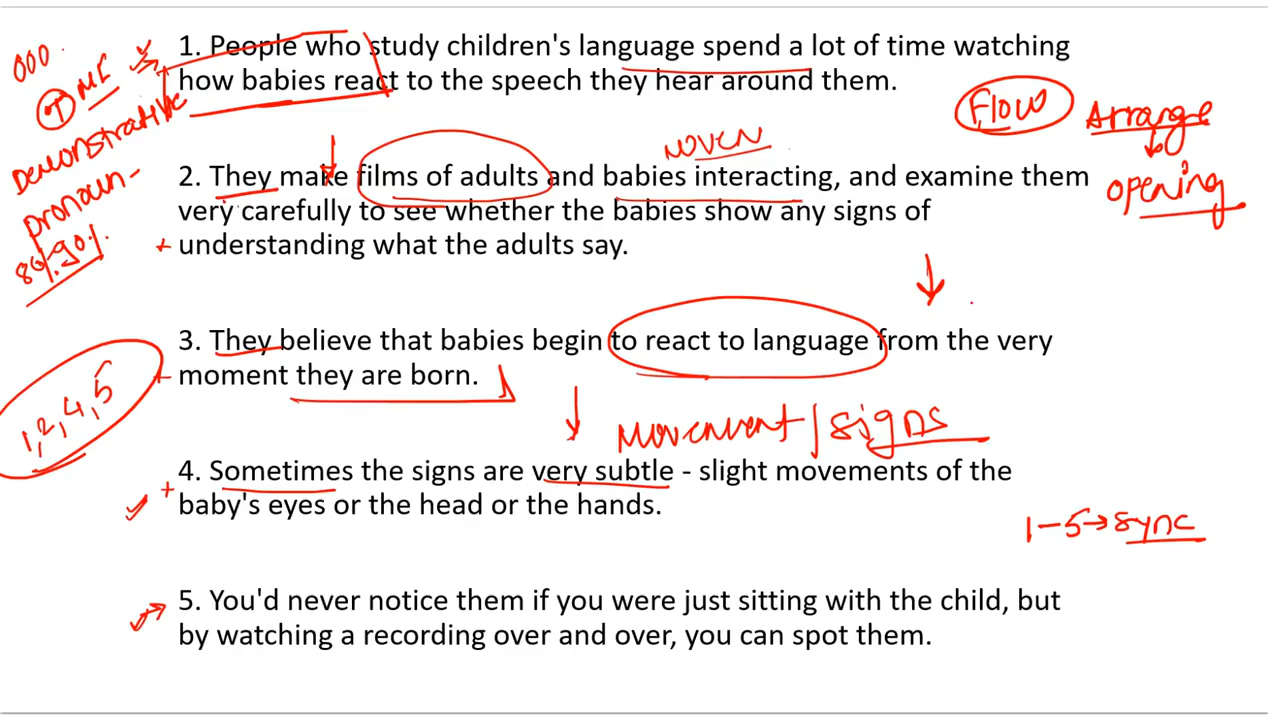 1. People who study children's language spend a lot of time watching
how babies react to the speech they hear around them.
000
(T) ME
Demonstrative
pronoun -
80%. 90%.
Flow
Arrange
opening
2. They make films of adults and babies interacting, and examine them
very carefully to see whether the babies show any signs of
understanding what the adults say.
3. They believe that babies begin to react to language from the very
moment they are born.
1, 2, 4, 5
Movement / signs
4. Sometimes the signs are very subtle - slight movements of the
baby's eyes or the head or the hands.
1-5→sync
5. You'd never notice them if you were just sitting with the child, but
by watching a recording over and over, you can spot them.